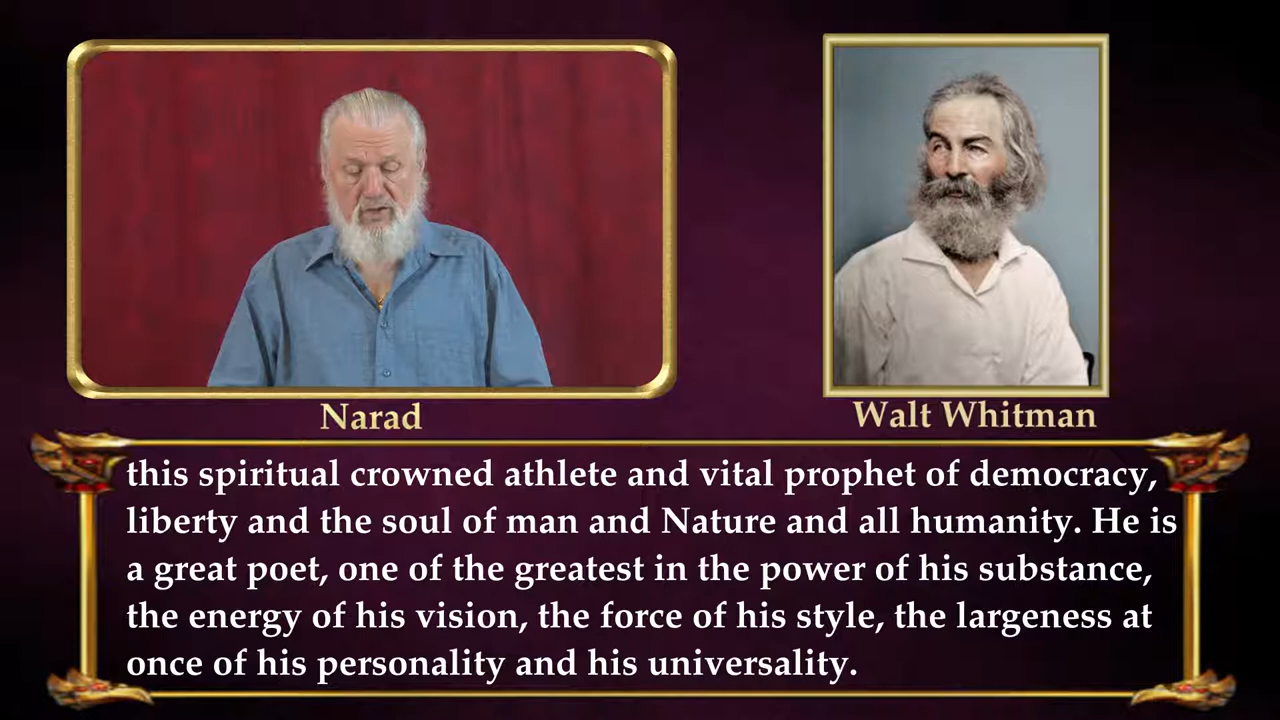 Narad
Walt Whitman
this spiritual crowned athlete and vital prophet of democracy,
liberty and the soul of man and Nature and all humanity. He is
a great poet, one of the greatest in the power of his substance,
the energy of his vision, the force of his style, the largeness at
once of his personality and his universality.